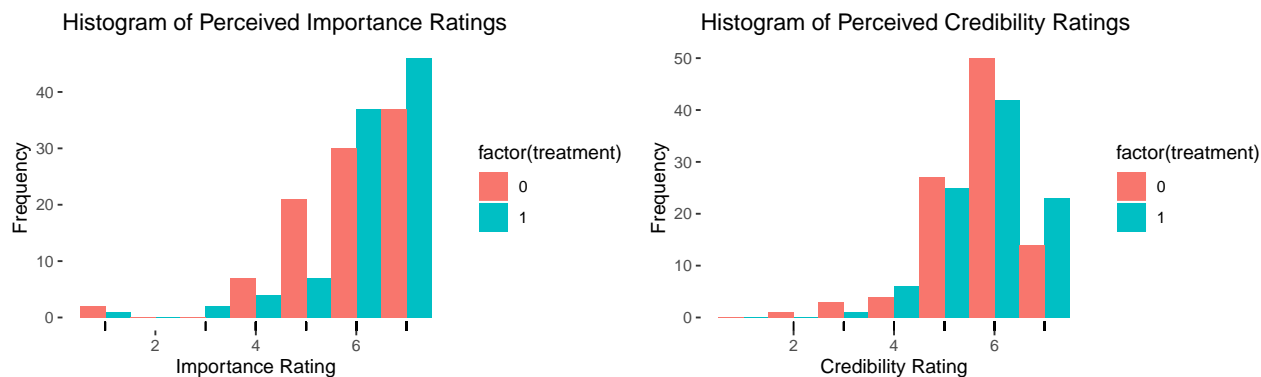 Histogram of Perceived Importance Ratings
40
30
20
10
0
Frequency
2 4 6
Importance Rating
factor(treatment)
0
1
Histogram of Perceived Credibility Ratings
50
40
30
20
10
0
Frequency
2 4 6
Credibility Rating
factor(treatment)
0
1